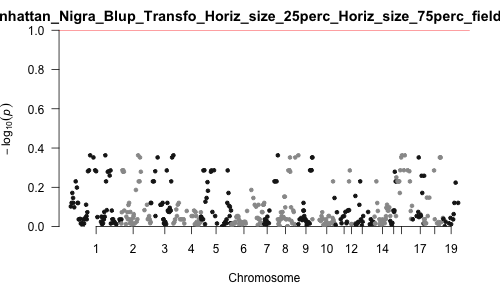 nhattan_Nigra_Blup_Transfo_Horiz_size_25perc_Horiz_size_75perc_field
1.0
0.8
0.6
0.4
0.2
0.0
− log10(p)
1 2 3 4 5 6 7 8 9 10 12 14 17 19
Chromosome